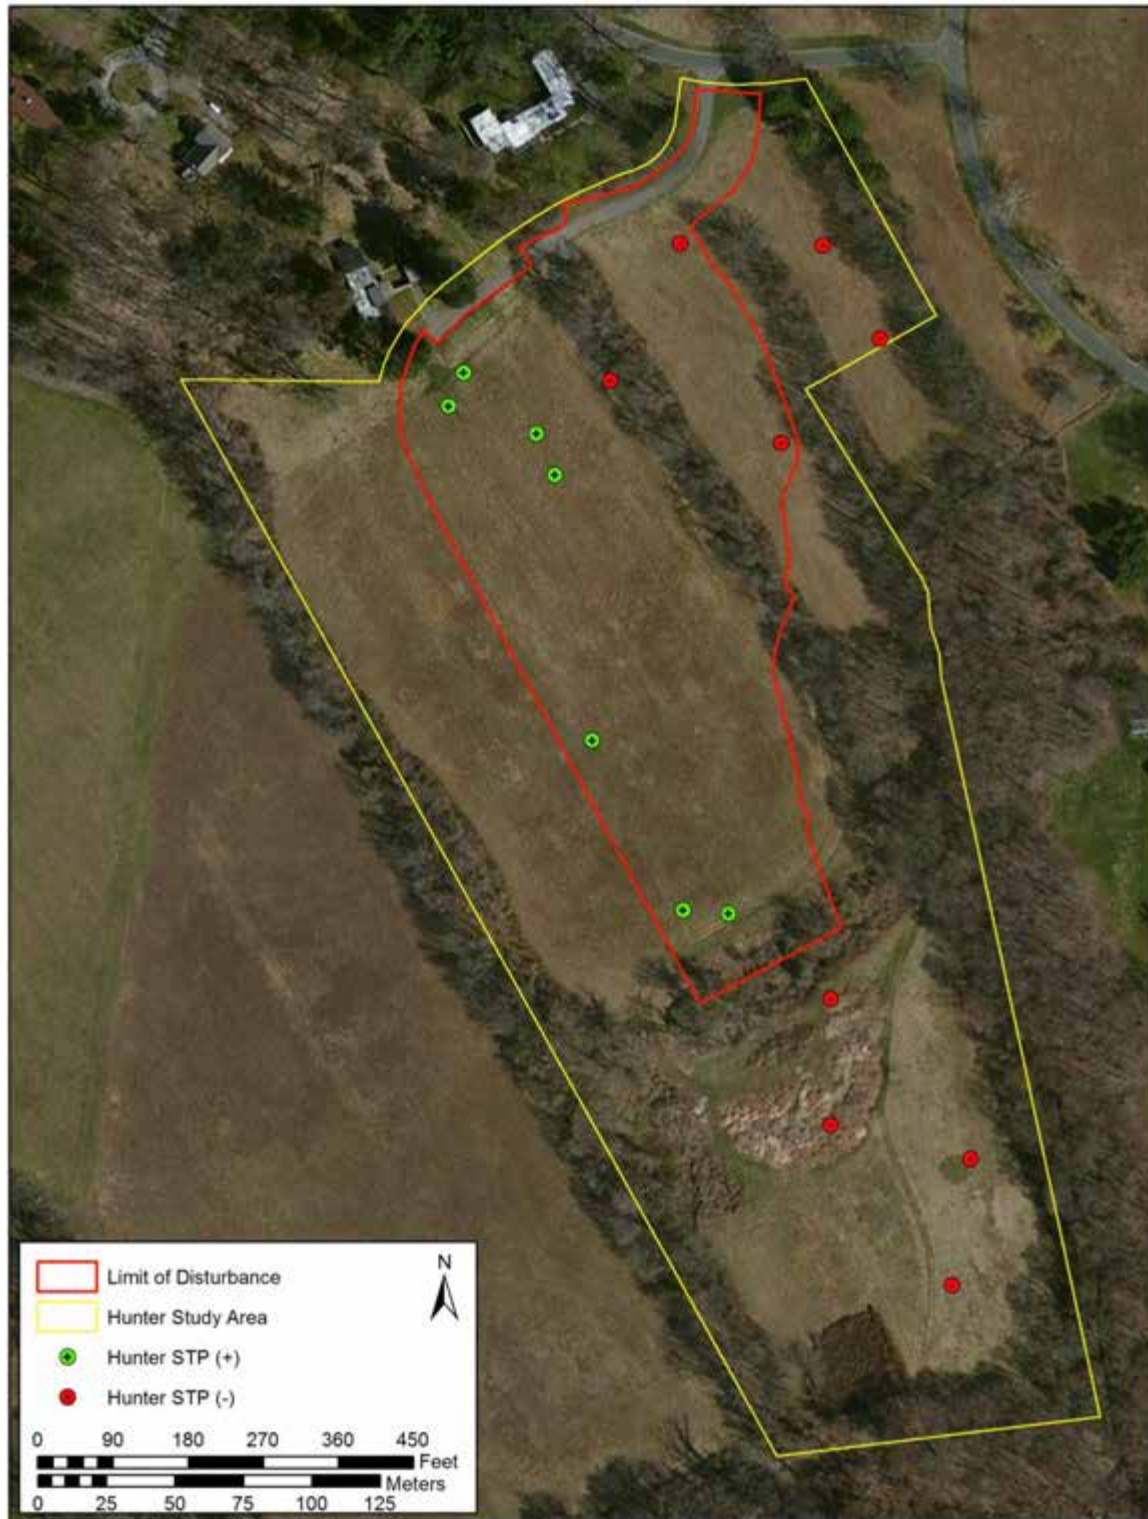 N
Limit of Disturbance
Hunter Study Area
Hunter STP (+)
Hunter STP (-)
0 90 180 270 360 450
Feet
Meters
0 25 50 75 100 125